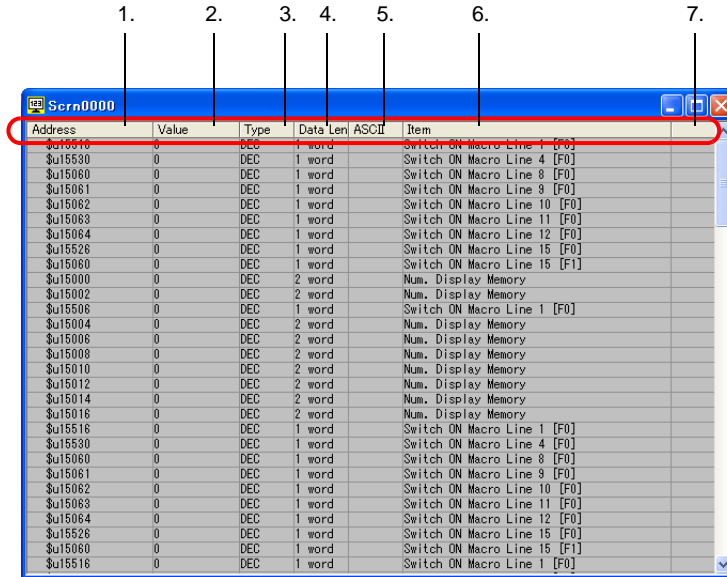 1. 2. 3. 4. 5. 6. 7.
Scrn0000
Address Value Type Data Len ASCII Item
$u15516 0 DEC 1 word Switch ON Macro Line 1 [F0]
$u15530 0 DEC 1 word Switch ON Macro Line 4 [F0]
$u15060 0 DEC 1 word Switch ON Macro Line 8 [F0]
$u15061 0 DEC 1 word Switch ON Macro Line 9 [F0]
$u15062 0 DEC 1 word Switch ON Macro Line 10 [F0]
$u15063 0 DEC 1 word Switch ON Macro Line 11 [F0]
$u15064 0 DEC 1 word Switch ON Macro Line 12 [F0]
$u15526 0 DEC 1 word Switch ON Macro Line 15 [F0]
$u15060 0 DEC 1 word Switch ON Macro Line 15 [F1]
$u15000 0 DEC 2 word Num. Display Memory
$u15002 0 DEC 2 word Num. Display Memory
$u15506 0 DEC 1 word Switch ON Macro Line 1 [F0]
$u15004 0 DEC 2 word Num. Display Memory
$u15006 0 DEC 2 word Num. Display Memory
$u15008 0 DEC 2 word Num. Display Memory
$u15010 0 DEC 2 word Num. Display Memory
$u15012 0 DEC 2 word Num. Display Memory
$u15014 0 DEC 2 word Num. Display Memory
$u15016 0 DEC 2 word Num. Display Memory
$u15516 0 DEC 1 word Switch ON Macro Line 1 [F0]
$u15530 0 DEC 1 word Switch ON Macro Line 4 [F0]
$u15060 0 DEC 1 word Switch ON Macro Line 8 [F0]
$u15061 0 DEC 1 word Switch ON Macro Line 9 [F0]
$u15062 0 DEC 1 word Switch ON Macro Line 10 [F0]
$u15063 0 DEC 1 word Switch ON Macro Line 11 [F0]
$u15064 0 DEC 1 word Switch ON Macro Line 12 [F0]
$u15526 0 DEC 1 word Switch ON Macro Line 15 [F0]
$u15060 0 DEC 1 word Switch ON Macro Line 15 [F1]
$u15516 0 DEC 1 word Switch ON Macro Line 1 [F0]